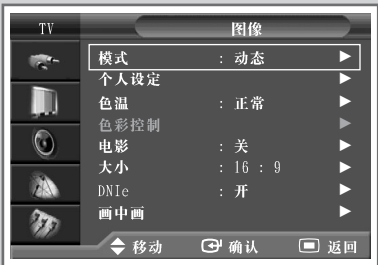 TV 图像
模式 : 动态 ▶
个人设定 ▶
色温 : 正常 ▶
色彩控制 ▶
电影 : 关 ▶
大小 : 16 : 9 ▶
DNIe : 开 ▶
画中画 ▶
移动 确认 返回